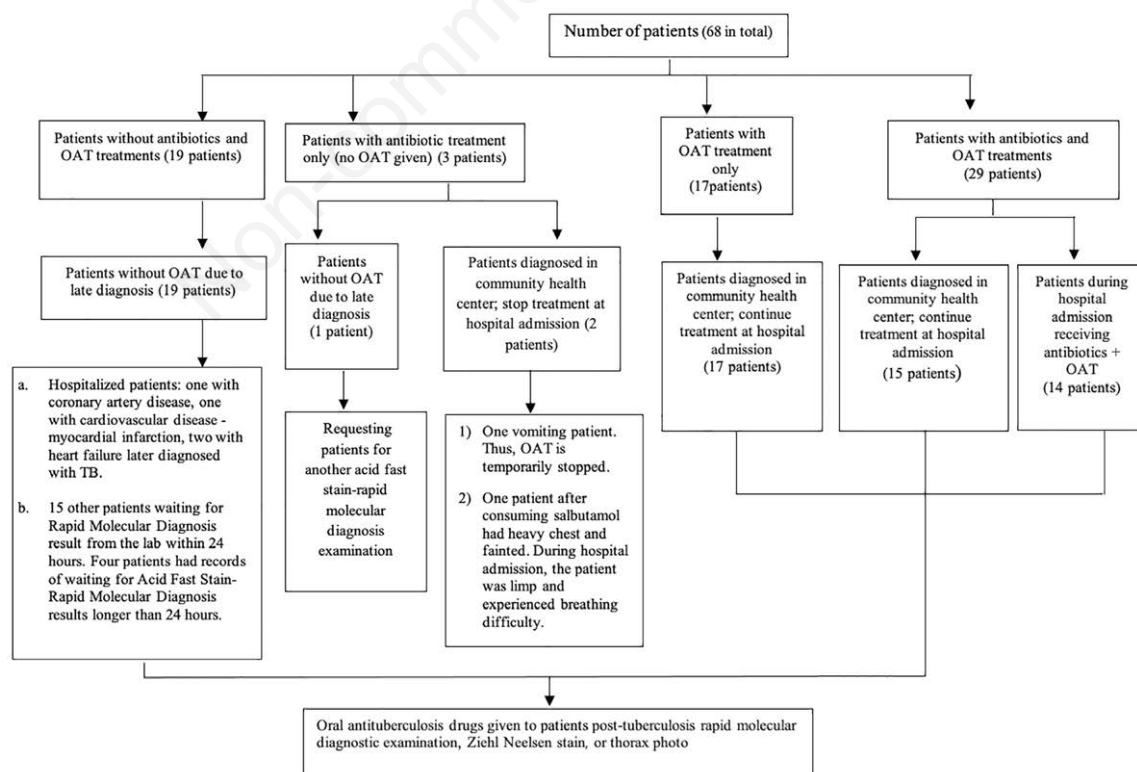 Non-comm
Number of patients (68 in total)
Patients without antibiotics and
OAT treatments (19 patients)
Patients with antibiotic treatment
only (no OAT given) (3 patients)
Patients with
OAT treatment
only
(17patients)
Patients with antibiotics and
OAT treatments
(29 patients)
Patients without OAT due to
late diagnosis (19 patients)
Patients
without OAT
due to late
diagnosis
(1 patient)
Patients diagnosed in
community health
center; stop treatment at
hospital admission (2
patients)
Patients diagnosed in
community health
center; continue
treatment at hospital
admission
(17 patients)
Patients diagnosed in
community health
center; continue
treatment at hospital
admission
(15 patients)
Patients during
hospital
admission
receiving
antibiotics +
OAT
(14 patients)
a. Hospitalized patients: one with
coronary artery disease, one
with cardiovascular disease -
myocardial infarction, two with
heart failure later diagnosed
with TB.
b. 15 other patients waiting for
Rapid Molecular Diagnosis
result from the lab within 24
hours. Four patients had records
of waiting for Acid Fast Stain-
Rapid Molecular Diagnosis
results longer than 24 hours.
Requesting
patients for
another acid fast
stain-rapid
molecular
diagnosis
examination
1) One vomiting patient.
Thus, OAT is
temporarily stopped.
2) One patient after
consuming salbutamol
had heavy chest and
fainted. During hospital
admission, the patient
was limp and
experienced breathing
difficulty.
Oral antituberculosis drugs given to patients post-tuberculosis rapid molecular
diagnostic examination, Ziehl Neelsen stain, or thorax photo